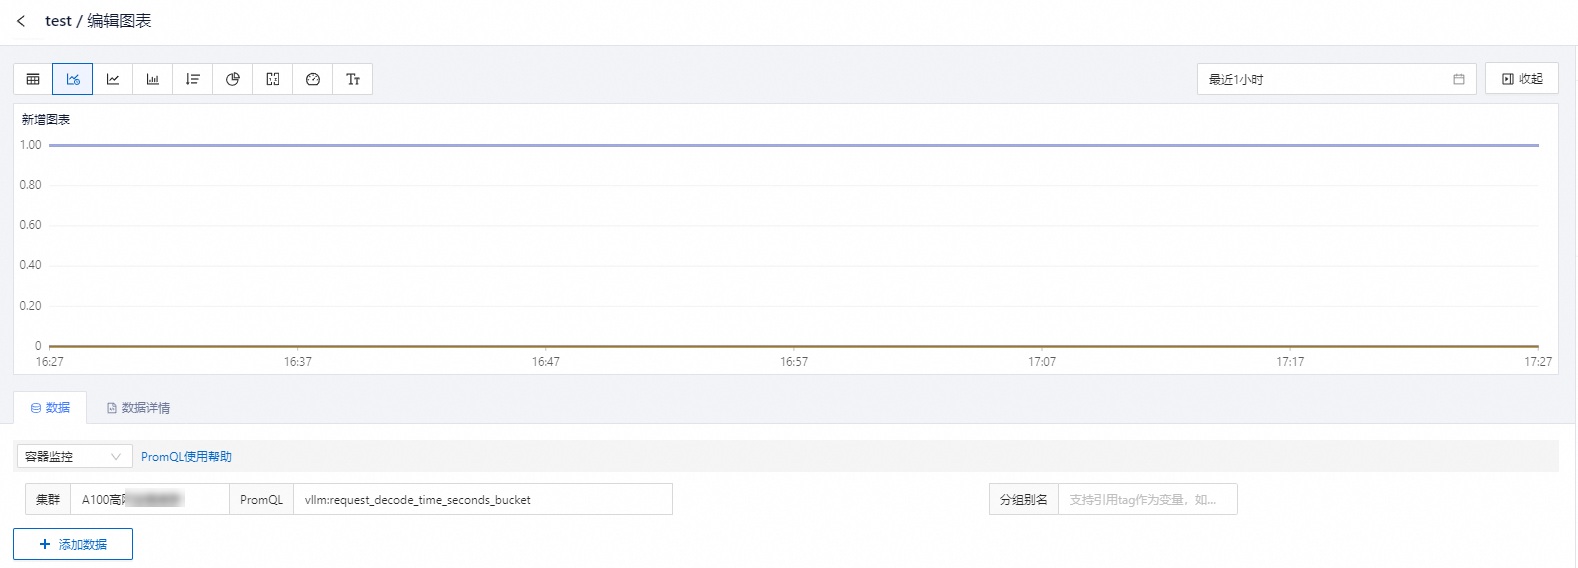 test / 编辑图表
最近1小时
收起
新增图表
1.00
0.80
0.60
0.40
0.20
0
16:27 16:37 16:47 16:57 17:07 17:17 17:27
数据 数据详情
容器监控 PromQL使用帮助
集群 A100高 PromQL vllm:request_decode_time_seconds_bucket 分组别名 支持引用tag作为变量，如...
+ 添加数据